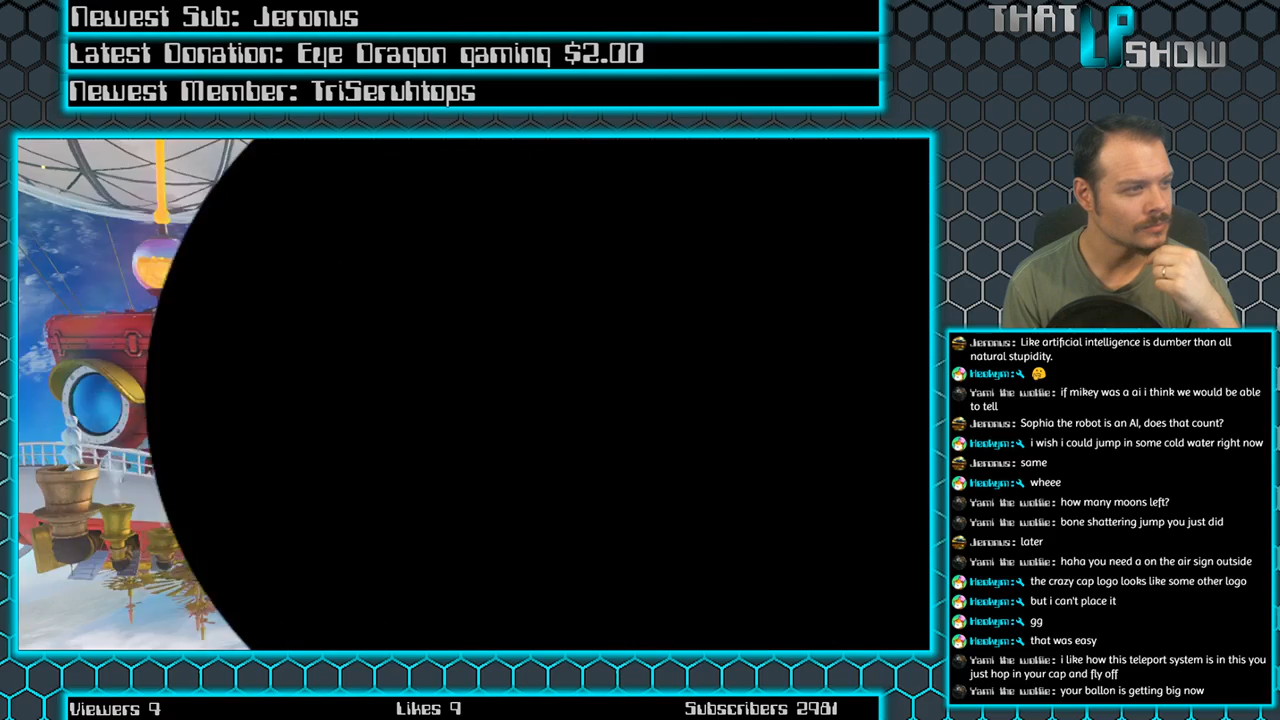 Newest Sub: Jeronus
Latest Donation: Eye Dragon gaming $2.00
Newest Member: TriSeruhtops
THAT
LP
SHOW
Jeronus: Like artificial intelligence is dumber than all
natural stupidity.
Heekym: 🤔
Yami the wolfie: if mikey was a ai i think we would be able
to tell
Jeronus: Sophia the robot is an AI, does that count?
Heekym: i wish i could jump in some cold water right now
Jeronus: same
Heekym: wheee
Yami the wolfie: how many moons left?
Yami the wolfie: bone shattering jump you just did
Jeronus: later
Yami the wolfie: haha you need a on the air sign outside
Heekym: the crazy cap logo looks like some other logo
Heekym: but i can't place it
Heekym: gg
Heekym: that was easy
Yami the wolfie: i like how this teleport system is in this you
just hop in your cap and fly off
Yami the wolfie: your ballon is getting big now
Viewers 9
Likes 9
Subscribers 2981